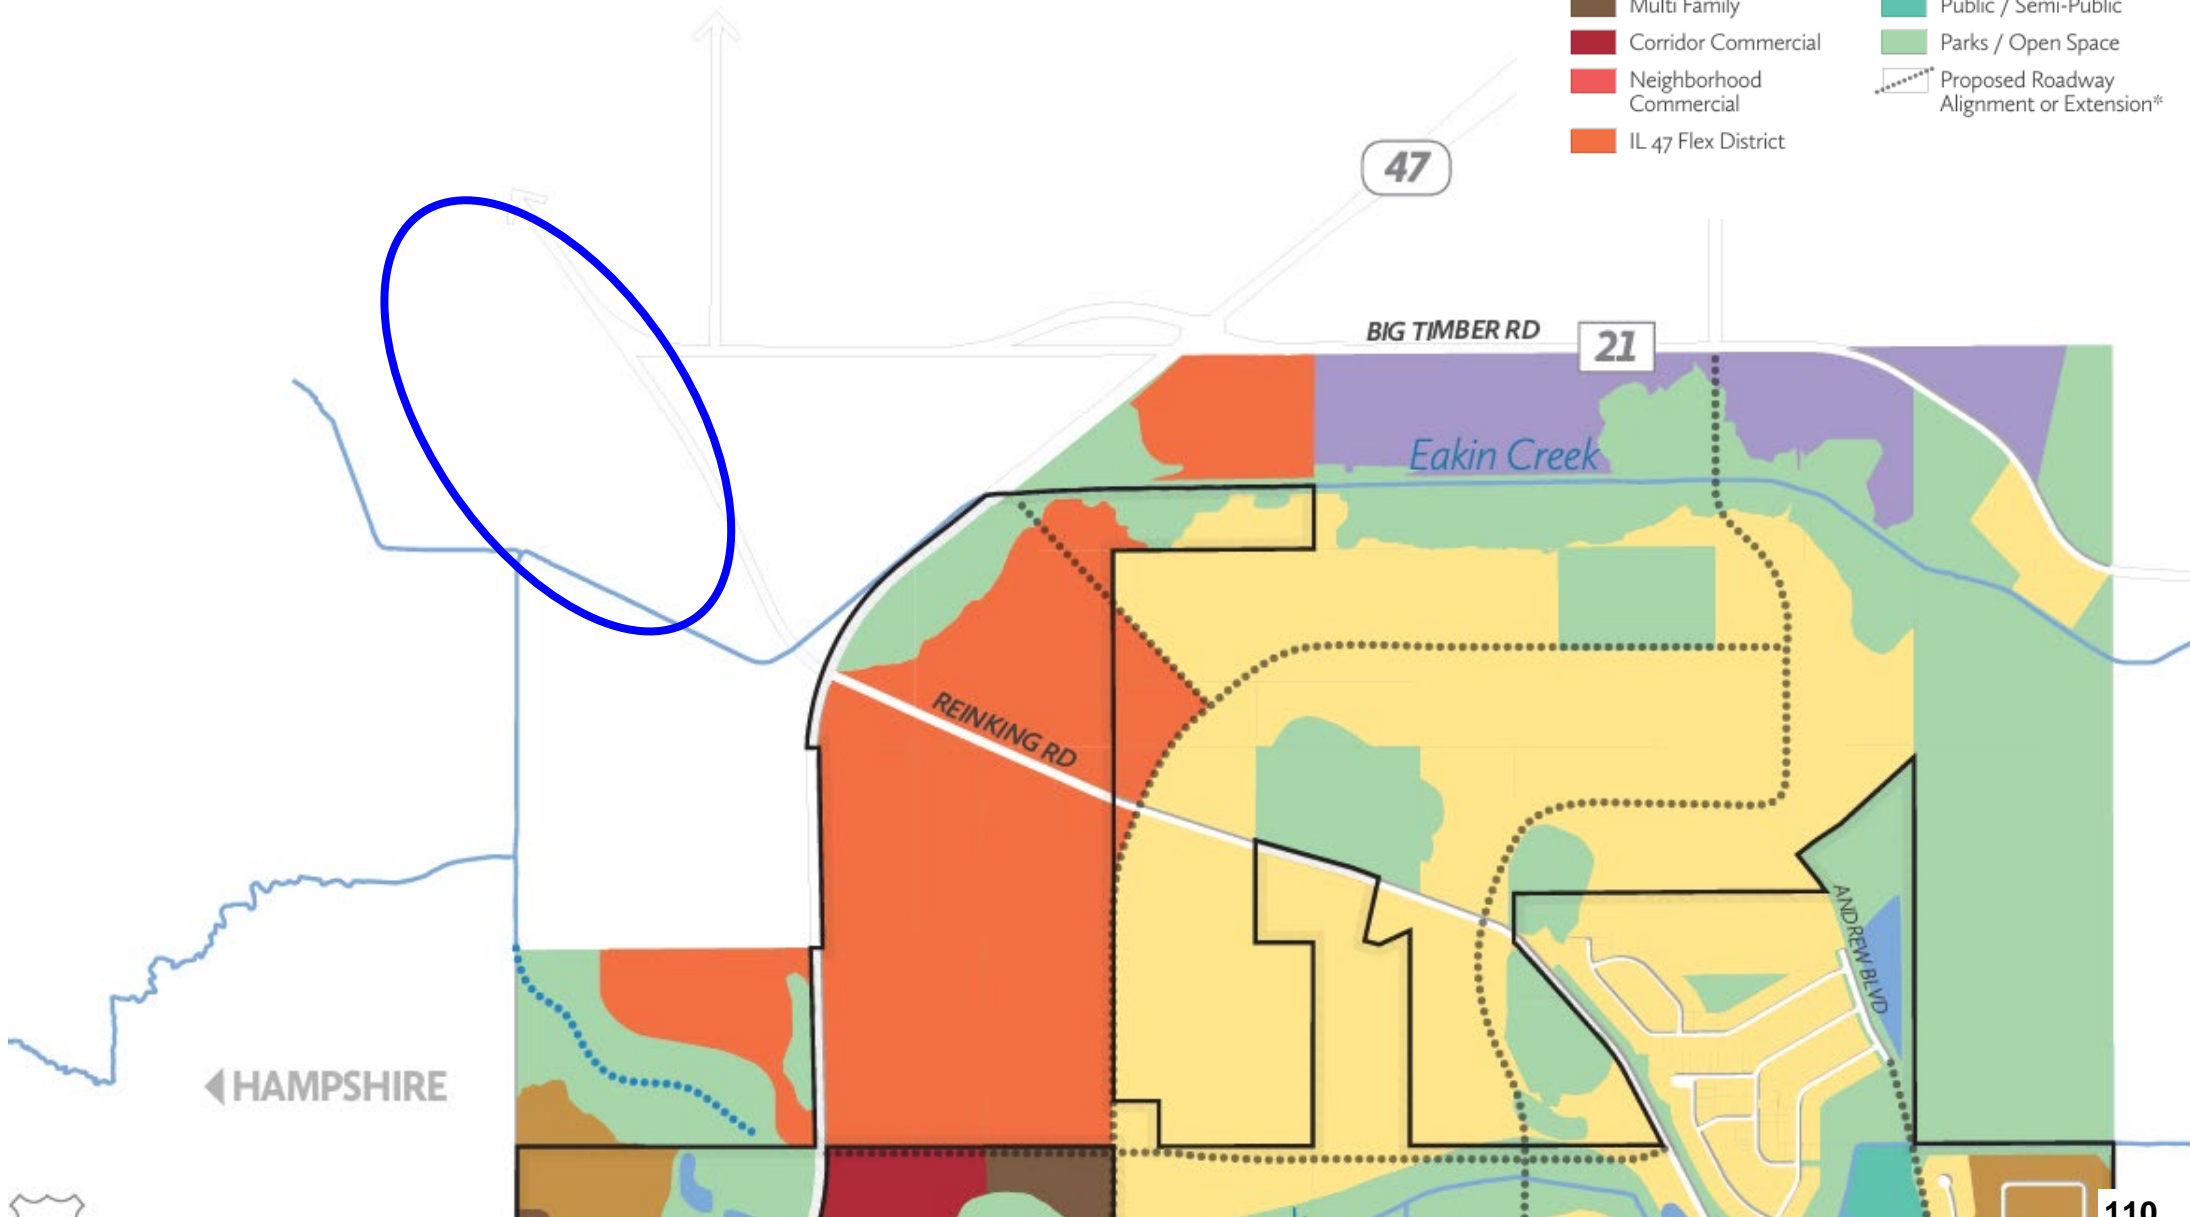 Multi Family
Public / Semi-Public
Corridor Commercial
Parks / Open Space
Neighborhood
Commercial
Proposed Roadway
Alignment or Extension*
IL 47 Flex District
47
BIG TIMBER RD
21
Eakin Creek
REINKING RD
ANDREW BLVD
HAMPSHIRE
110